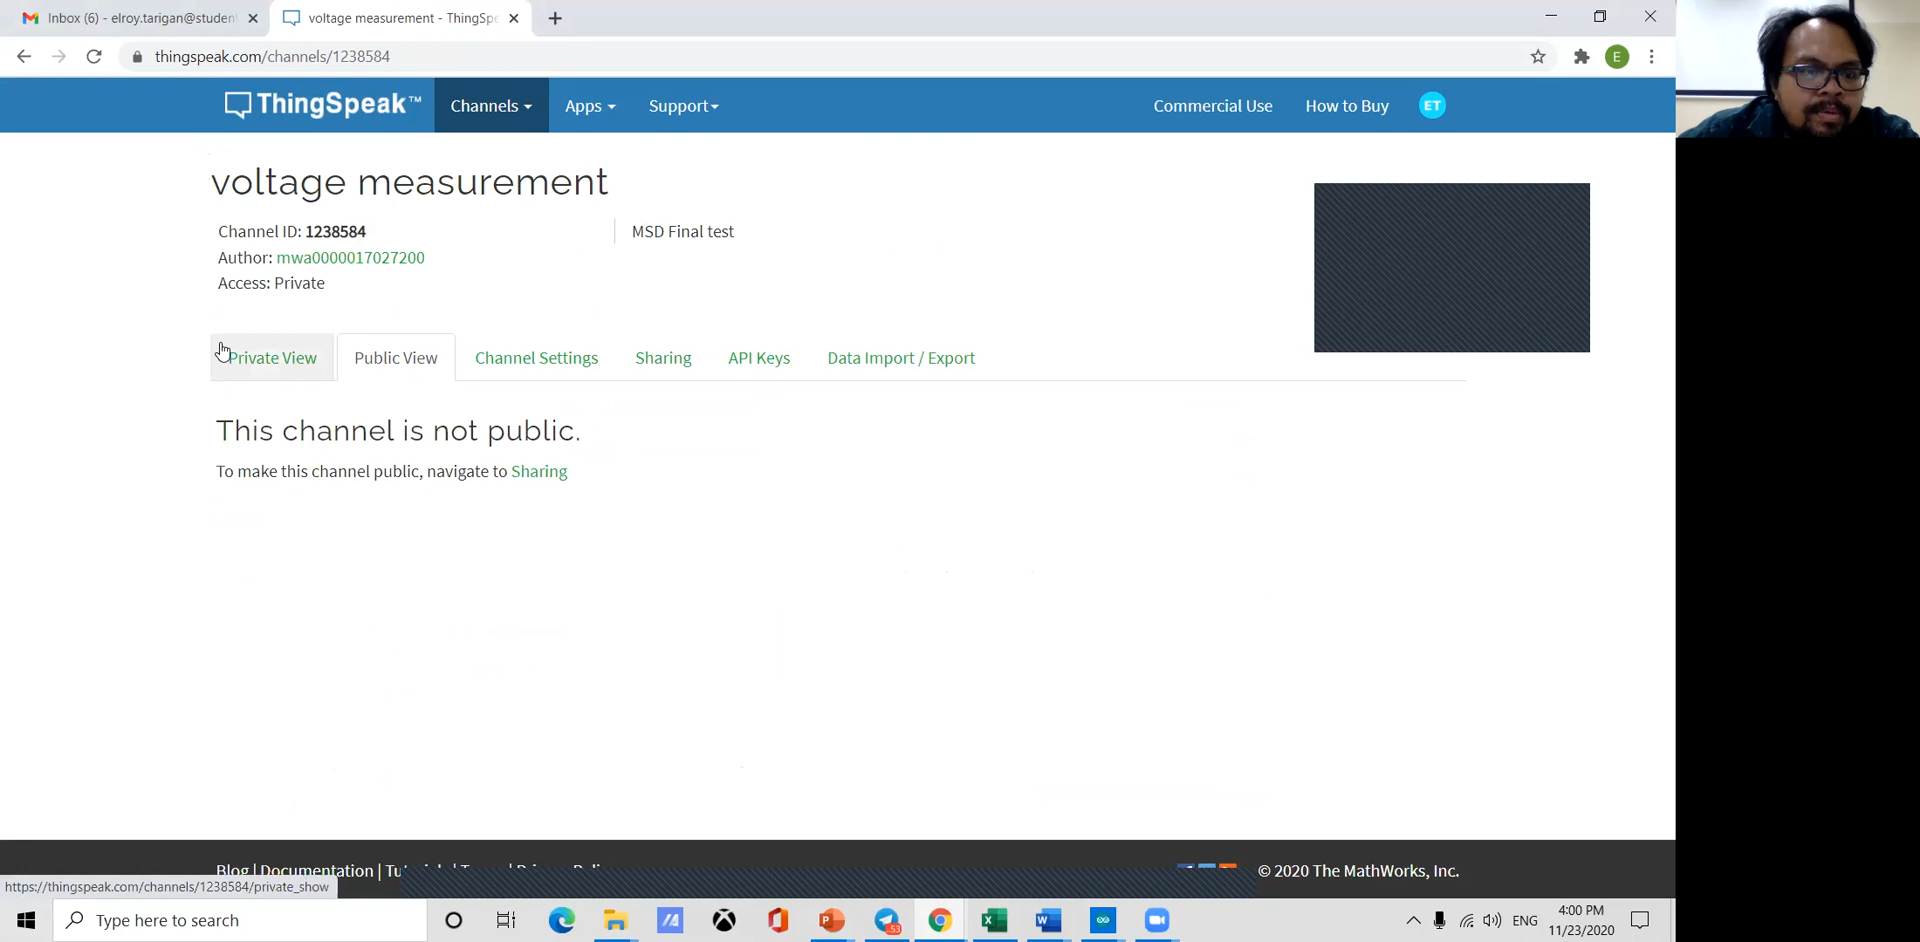 Inbox (6) - elroy.tarigan@studen
voltage measurement - ThingSpe
thingspeak.com/channels/1238584
E
ThingSpeak™
Channels
Apps
Support
Commercial Use
How to Buy
ET
voltage measurement
Channel ID: 1238584
MSD Final test
Author: mwa0000017027200
Access: Private
Private View
Public View
Channel Settings
Sharing
API Keys
Data Import / Export
This channel is not public.
To make this channel public, navigate to Sharing
Blog | Documentation |
© 2020 The MathWorks, Inc.
https://thingspeak.com/channels/1238584/private_show
Type here to search
53
ENG
4:00 PM
11/23/2020